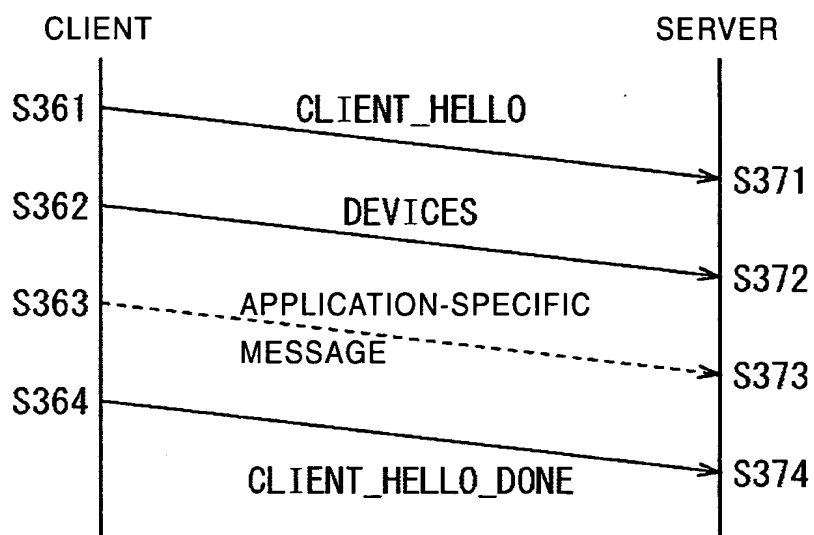 CLIENT
SERVER
S361
CLIENT_HELLO
S371
S362
DEVICES
S372
S363
APPLICATION-SPECIFIC
MESSAGE
S373
S364
CLIENT_HELLO_DONE
S374